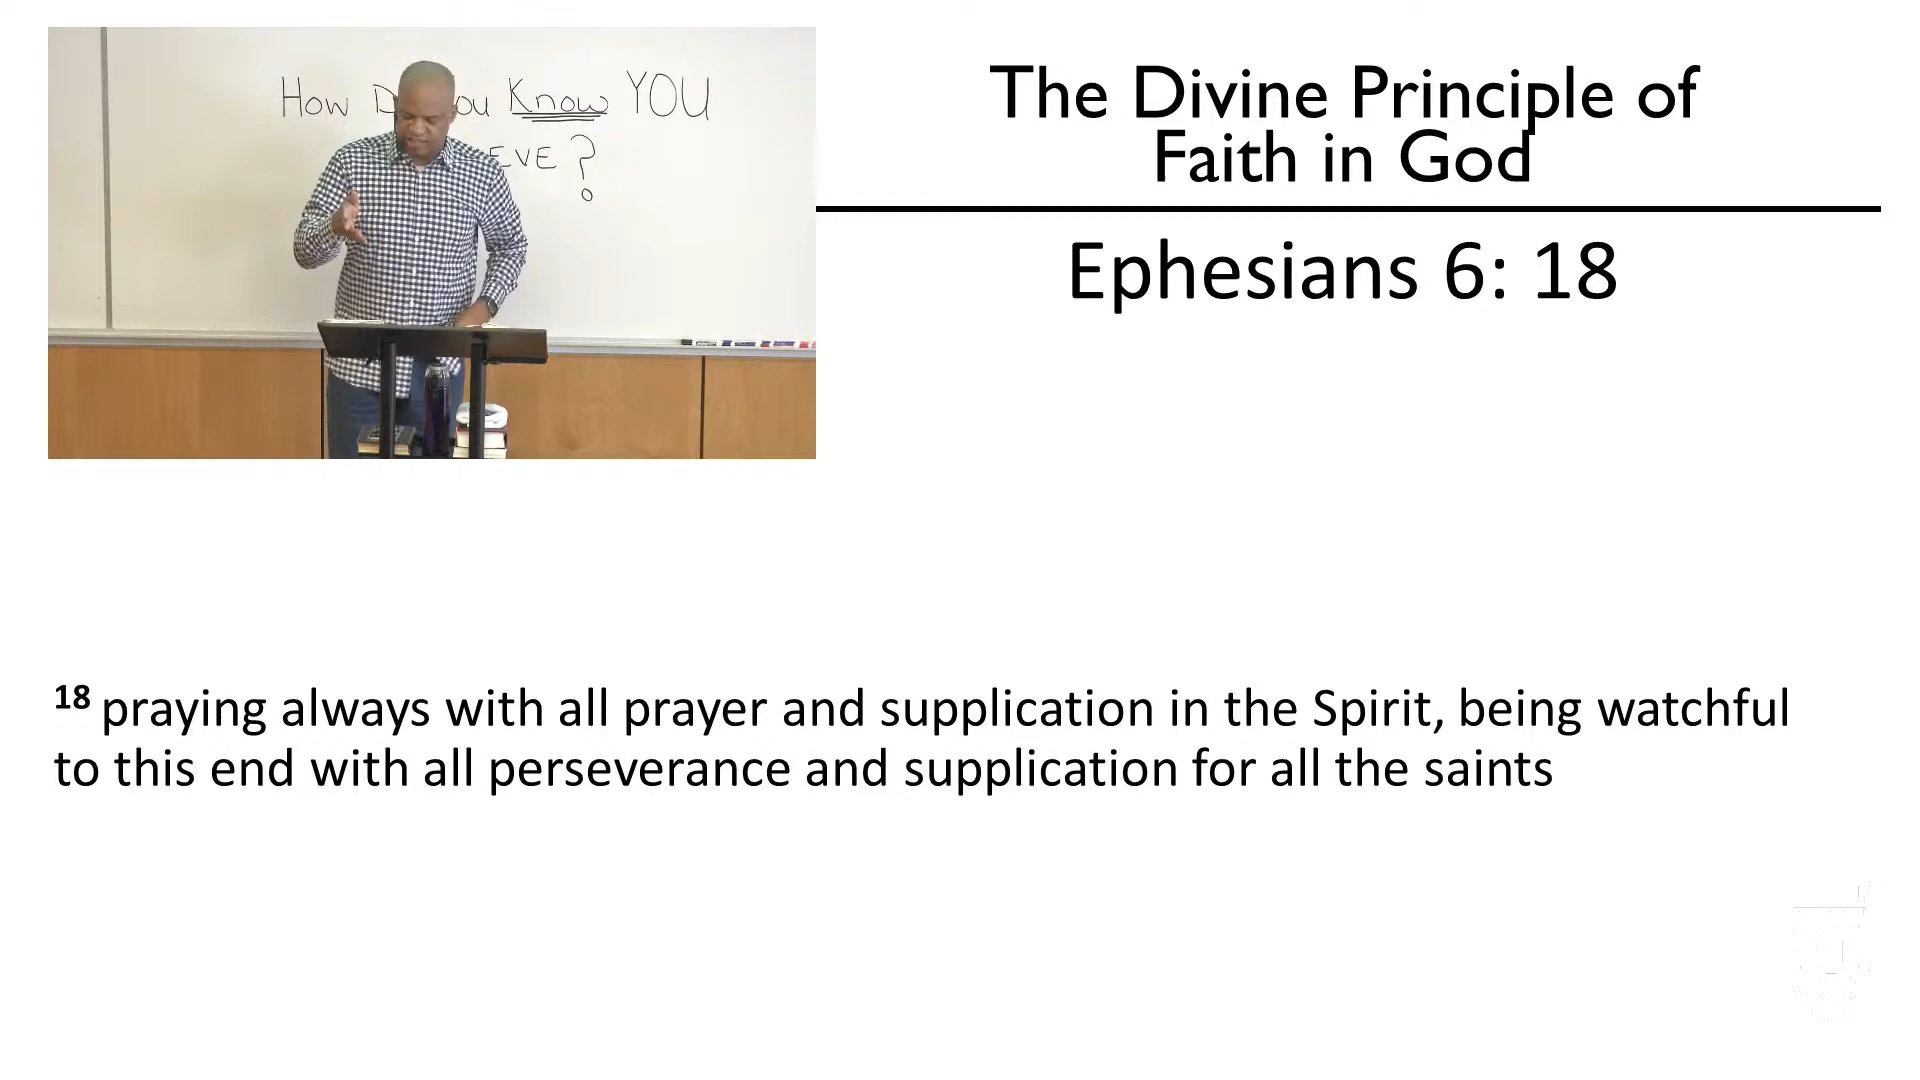 How you Know YOU
?
The Divine Principle of
Faith in God
Ephesians 6: 18
18 praying always with all prayer and supplication in the Spirit, being watchful
to this end with all perseverance and supplication for all the saints